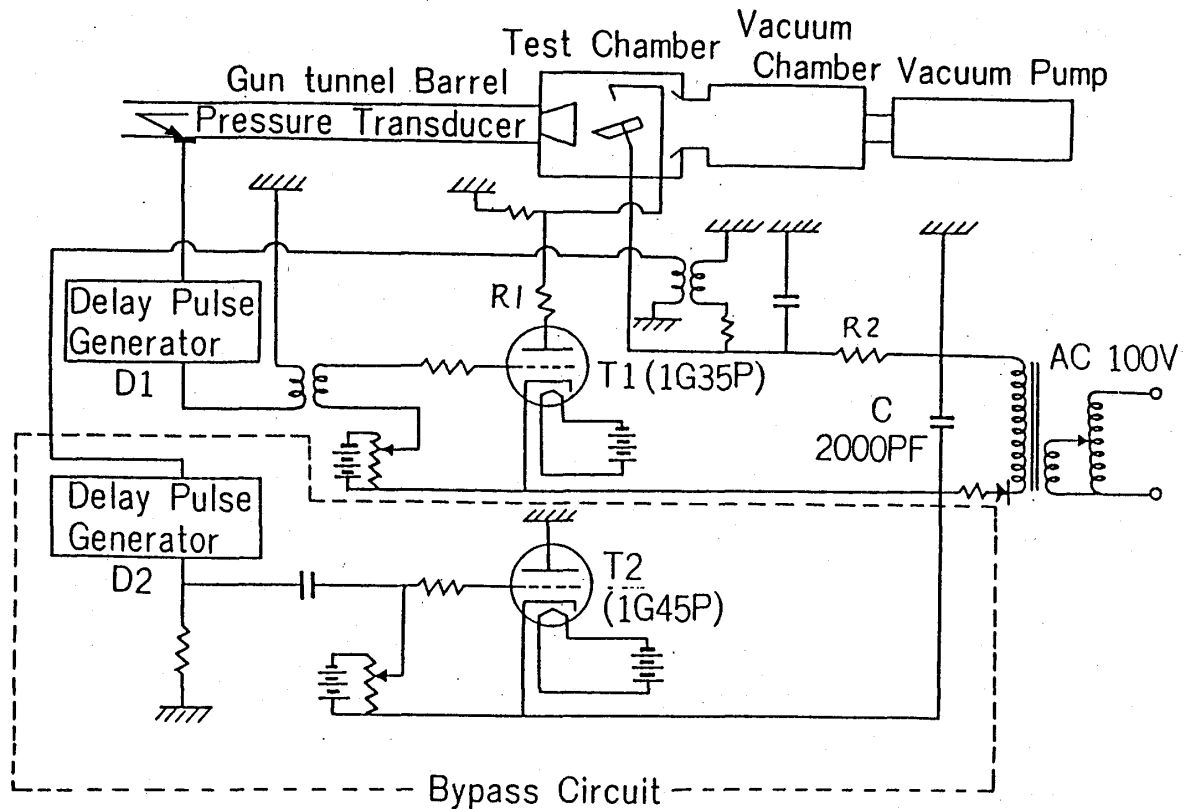 Test Chamber
Vacuum
Chamber
Vacuum Pump
Gun tunnel Barrel
Pressure Transducer
Delay Pulse
Generator
D1
R1
T1(1G35P)
R2
AC 100V
C
2000PF
Delay Pulse
Generator
D2
T2
(1G45P)
Bypass Circuit